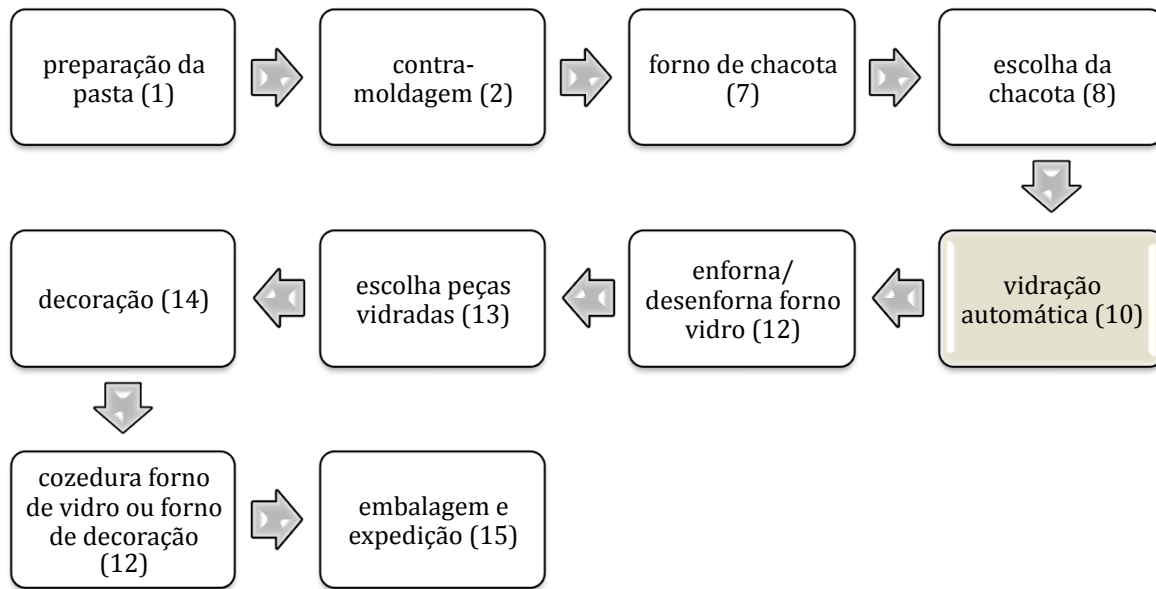 preparação da
pasta (1)
contra-
moldagem (2)
forno de chacota
(7)
escolha da
chacota (8)
vidração
automática (10)
enforna/
desenforna forno
vidro (12)
escolha peças
vidradas (13)
decoração (14)
cozedura forno
de vidro ou forno
de decoração
(12)
embalagem e
expedição (15)